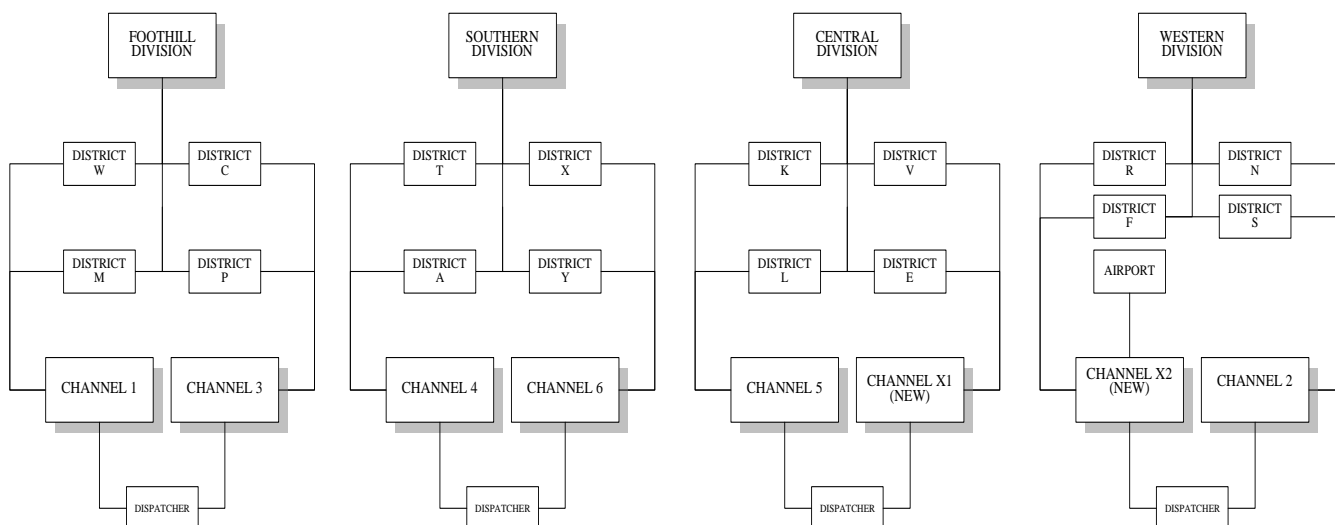 FOOTHILL
DIVISION
DISTRICT
W
DISTRICT
C
DISTRICT
M
DISTRICT
P
CHANNEL 1
CHANNEL 3
DISPATCHER
SOUTHERN
DIVISION
DISTRICT
T
DISTRICT
X
DISTRICT
A
DISTRICT
Y
CHANNEL 4
CHANNEL 6
DISPATCHER
CENTRAL
DIVISION
DISTRICT
K
DISTRICT
V
DISTRICT
L
DISTRICT
E
CHANNEL 5
CHANNEL X1
(NEW)
DISPATCHER
WESTERN
DIVISION
DISTRICT
R
DISTRICT
N
DISTRICT
F
DISTRICT
S
AIRPORT
CHANNEL X2
(NEW)
CHANNEL 2
DISPATCHER